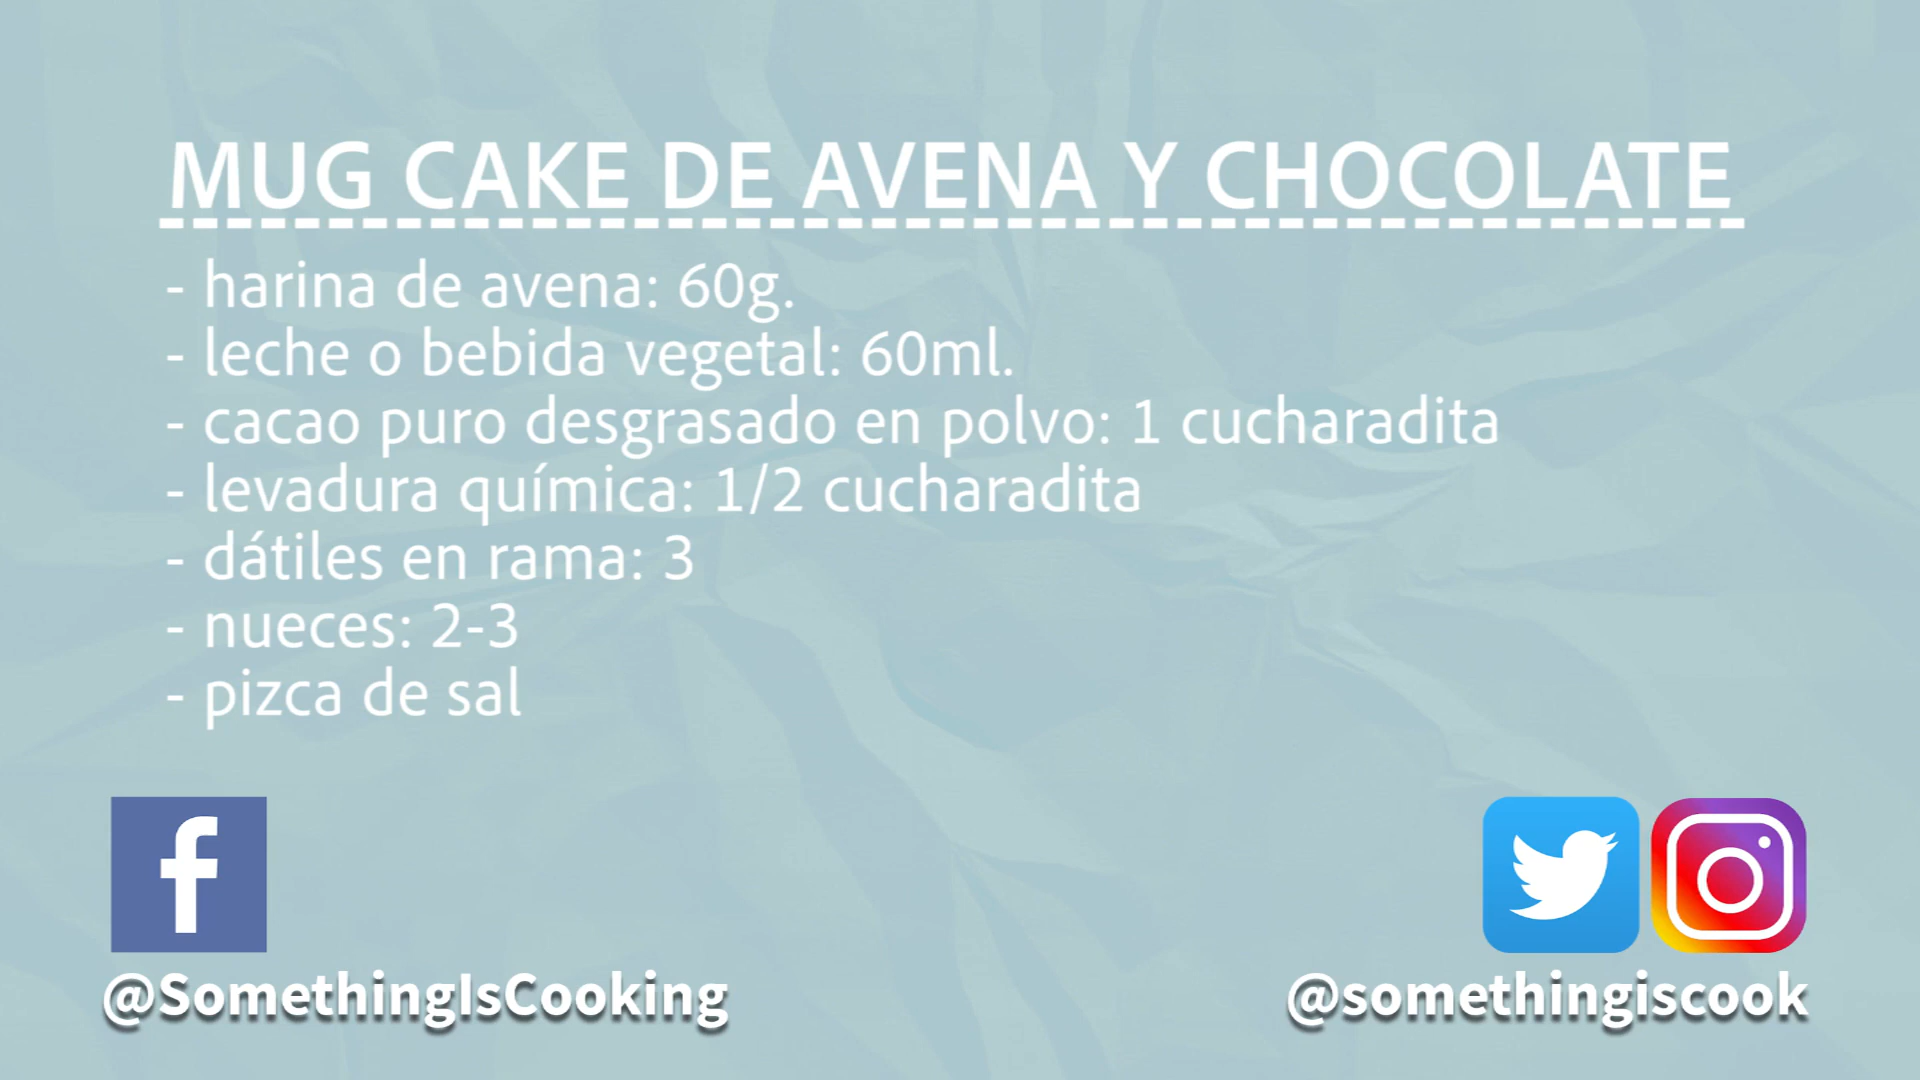 MUG CAKE DE AVENA Y CHOCOLATE
- harina de avena: 60g.
- leche o bebida vegetal: 60ml.
- cacao puro desgrasado en polvo: 1 cucharadita
- levadura química: 1/2 cucharadita
- dátiles en rama: 3
- nueces: 2-3
- pizca de sal
@SomethingIsCooking
@somethingiscook